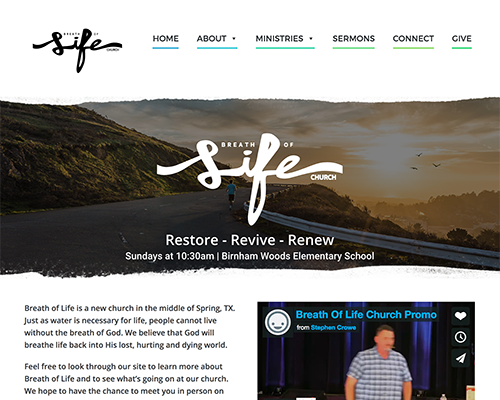 BREATH OF
Life
CHURCH
HOME ABOUT MINISTRIES SERMONS CONNECT GIVE
BREATH OF
Life
CHURCH
Restore - Revive - Renew
Sundays at 10:30am | Birnham Woods Elementary School
Breath of Life is a new church in the middle of Spring, TX.
Just as water is necessary for life, people cannot live
without the breath of God. We believe that God will
breathe life back into His lost, hurting and dying world.
Feel free to look through our site to learn more about
Breath of Life and to see what's going on at our church.
We hope to have the chance to meet you in person on
Breath Of Life Church Promo
from Stephen Crowe